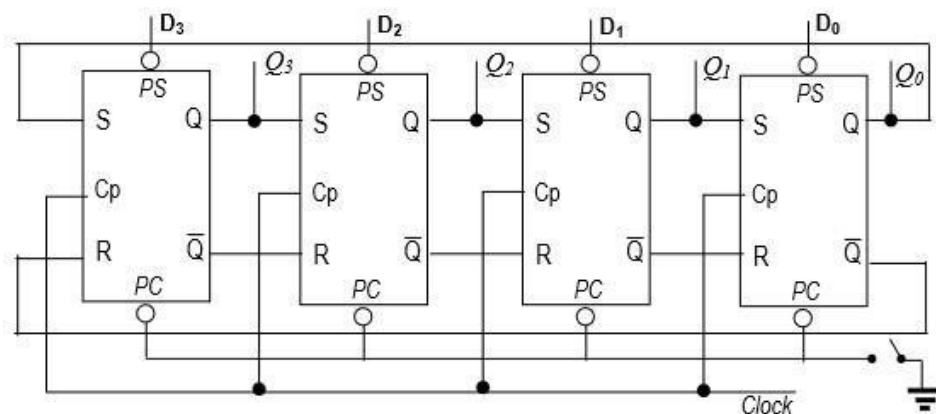 D3 D2 D1 D0
Q3 Q2 Q1 Q0
PS PS PS PS
S Q S Q S Q S Q
Cp Cp Cp Cp
R Q̅ R Q̅ R Q̅ R Q̅
PC PC PC PC
Clock